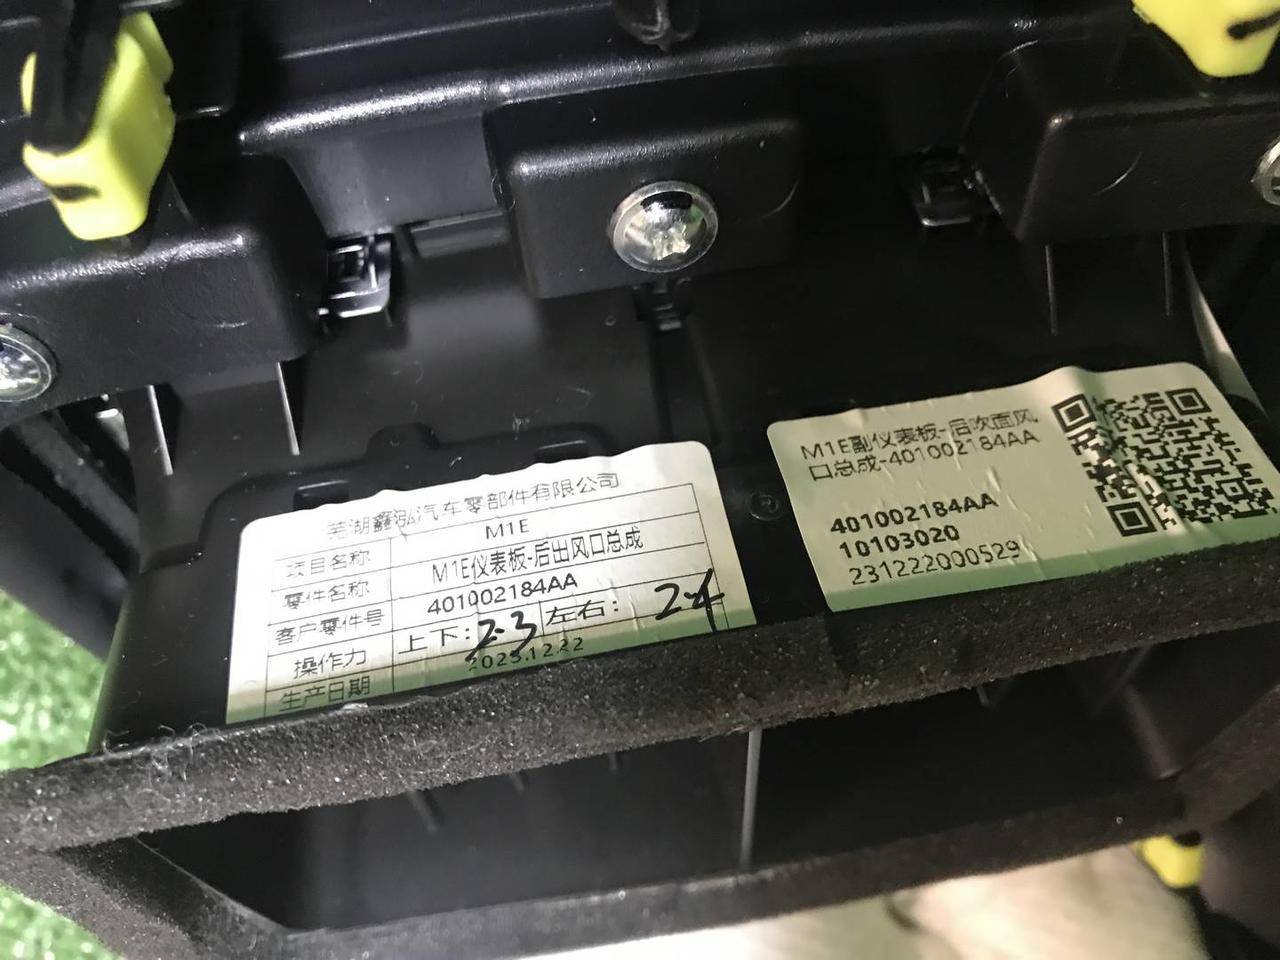 芜湖鑫泓汽车零部件有限公司
项目名称 M1E
零件名称 M1E仪表板-后出风口总成
客户零件号 401002184AA
操作力 上下: 2.3 左右: 2.4
生产日期 2023.12.22
M1E副仪表板-后吹面风
口总成-401002184AA
401002184AA
10103020
231222000529